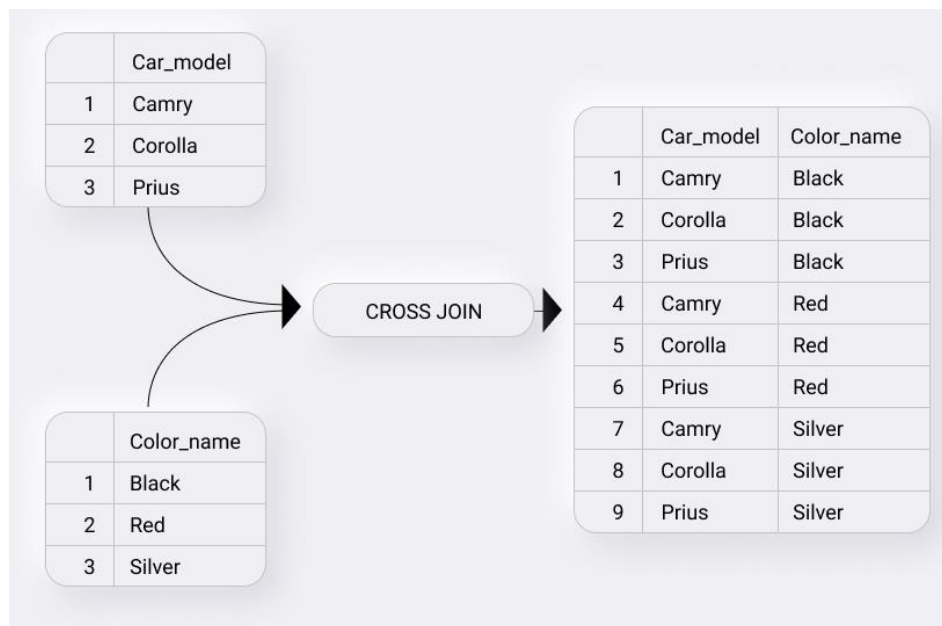 Car_model
1 Camry
2 Corolla
3 Prius
CROSS JOIN
Color_name
1 Black
2 Red
3 Silver
Car_model Color_name
1 Camry Black
2 Corolla Black
3 Prius Black
4 Camry Red
5 Corolla Red
6 Prius Red
7 Camry Silver
8 Corolla Silver
9 Prius Silver